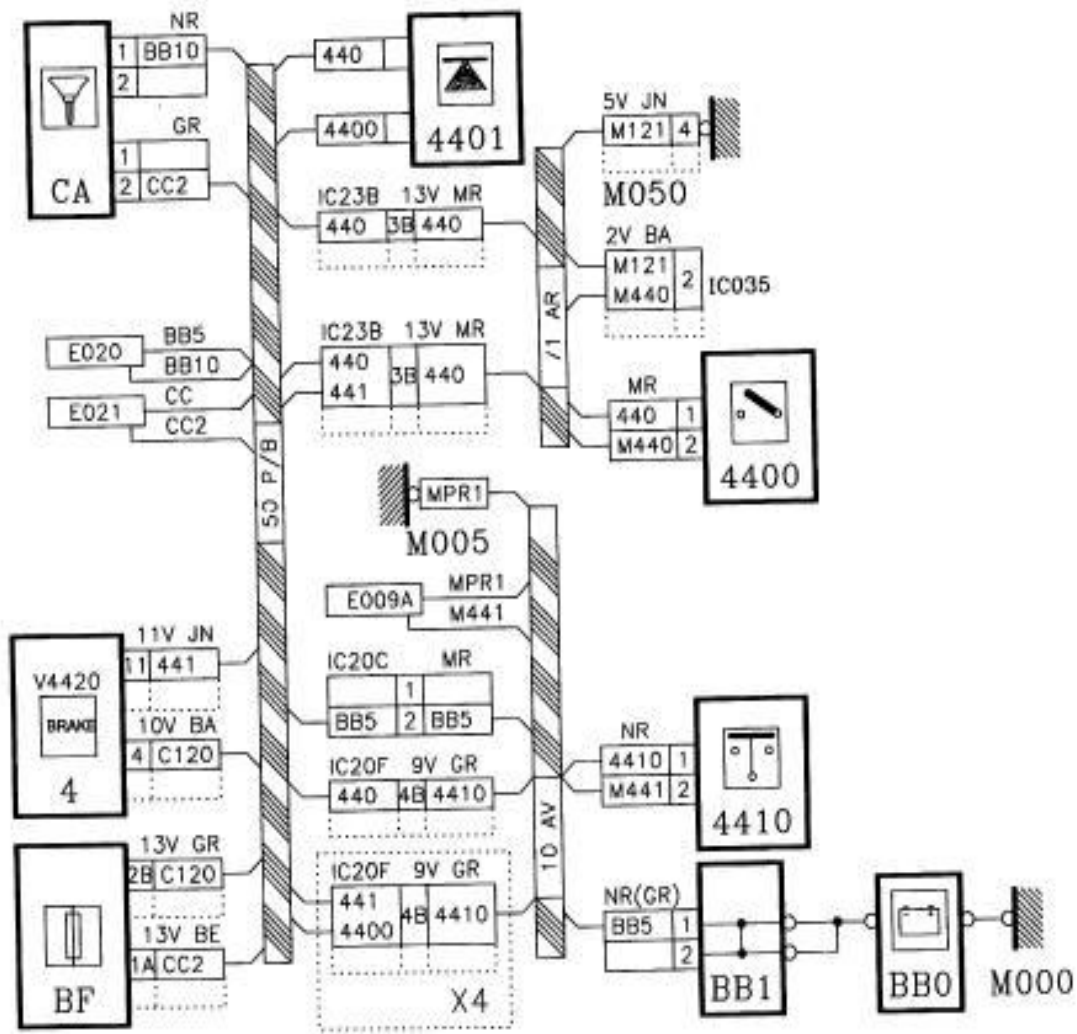 NR
1 BB10
2
GR
1
2 CC2
CA
440
4400
4401
5V JN
M121 4
M050
IC23B 13V MR
440 3B 440
2V BA
M121
M440
2
IC035
71 AR
E020
BB5
BB10
E021
CC
CC2
IC23B 13V MR
440
441
3B 440
MR
440 1
M440 2
4400
50 P/B
MPR1
M005
E009A
MPR1
M441
11V JN
11 441
V4420
BRAKE
10V BA
4 C120
4
IC20C MR
1
BB5 2 BB5
IC20F 9V GR
440 4B 4410
NR
4410 1
M441 2
4410
10 AV
13V GR
2B C120
13V BE
1A CC2
BF
IC20F 9V GR
441
4400
4B 4410
X4
NR(GR)
BB5 1
2
BB1
BB0
M000